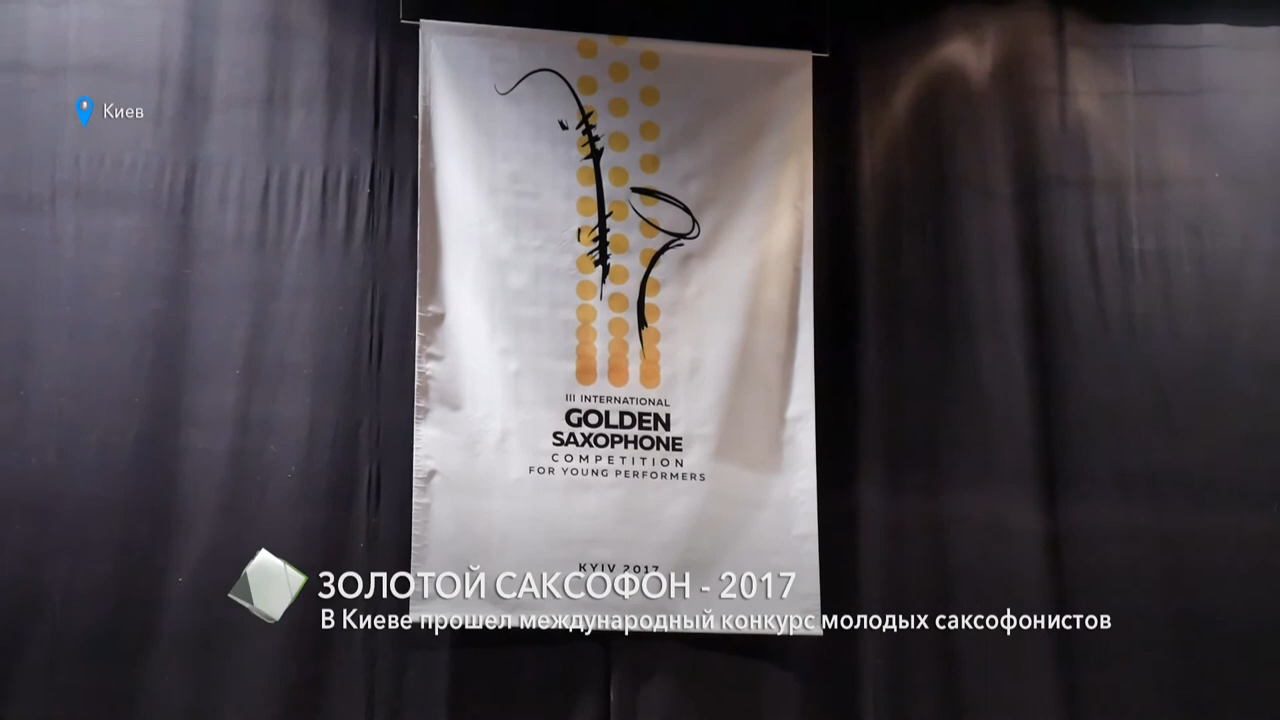 Киев
III INTERNATIONAL
GOLDEN
SAXOPHONE
COMPETITION
FOR YOUNG PERFORMERS
KYIV 2017
ЗОЛОТОЙ САКСОФОН - 2017
В Киеве прошел международный конкурс молодых саксофонистов